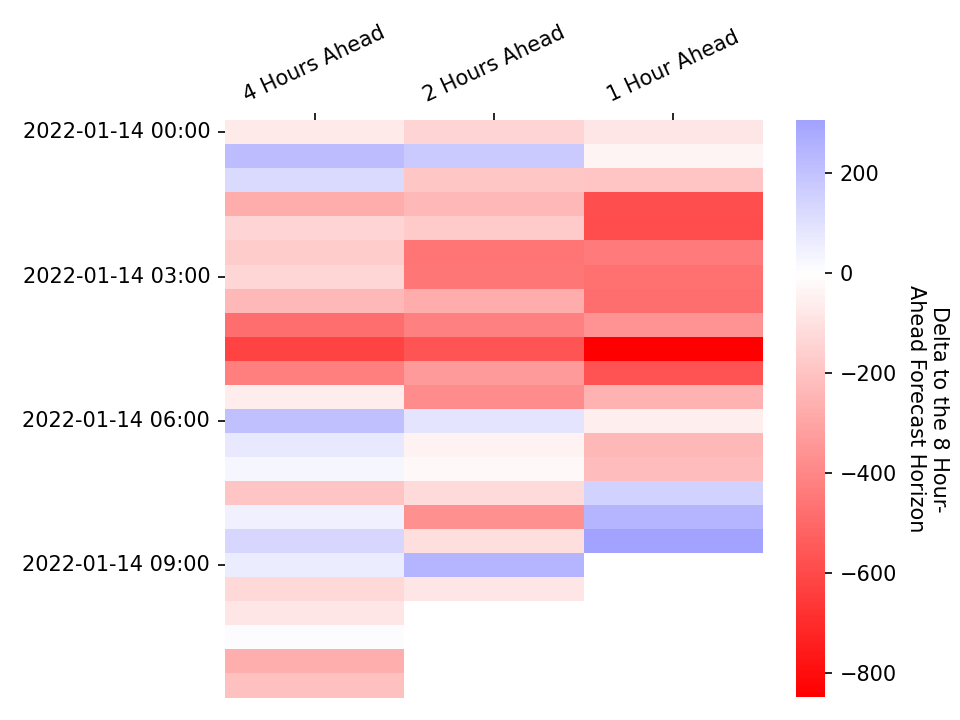 4 Hours Ahead
2 Hours Ahead
1 Hour Ahead
2022-01-14 00:00
2022-01-14 03:00
2022-01-14 06:00
2022-01-14 09:00
200
0
−200
−400
−600
−800
Delta to the 8 Hour-
Ahead Forecast Horizon